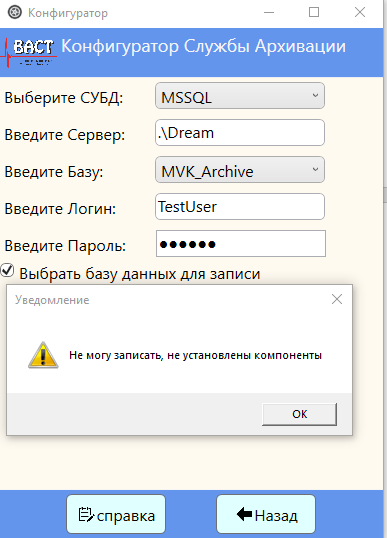 Конфигуратор
ВАСТ Конфигуратор Службы Архивации
Выберите СУБД: MSSQL
Введите Сервер: .\Dream
Введите Базу: MVK_Archive
Введите Логин: TestUser
Введите Пароль: ●●●●●●
Выбрать базу данных для записи
Уведомление
Не могу записать, не установлены компоненты
ОК
справка
Назад